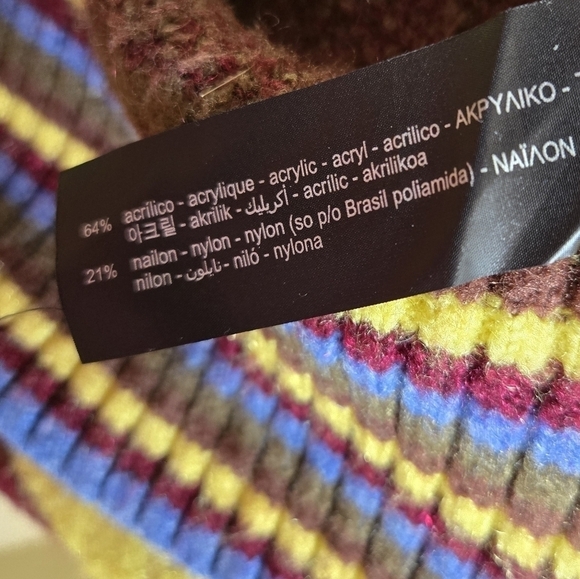 64% acrílico - acrylique - acrylic - acryl - acrilico - ΑΚΡΥΛΙΚΟ -
아크릴 - akrilik - أكريليك - acrílic - akrilikoa
21% nailon - nylon - nylon (so p/o Brasil poliamida) - ΝΑΪΛΟΝ
nilon - نايلون - niló - nylona